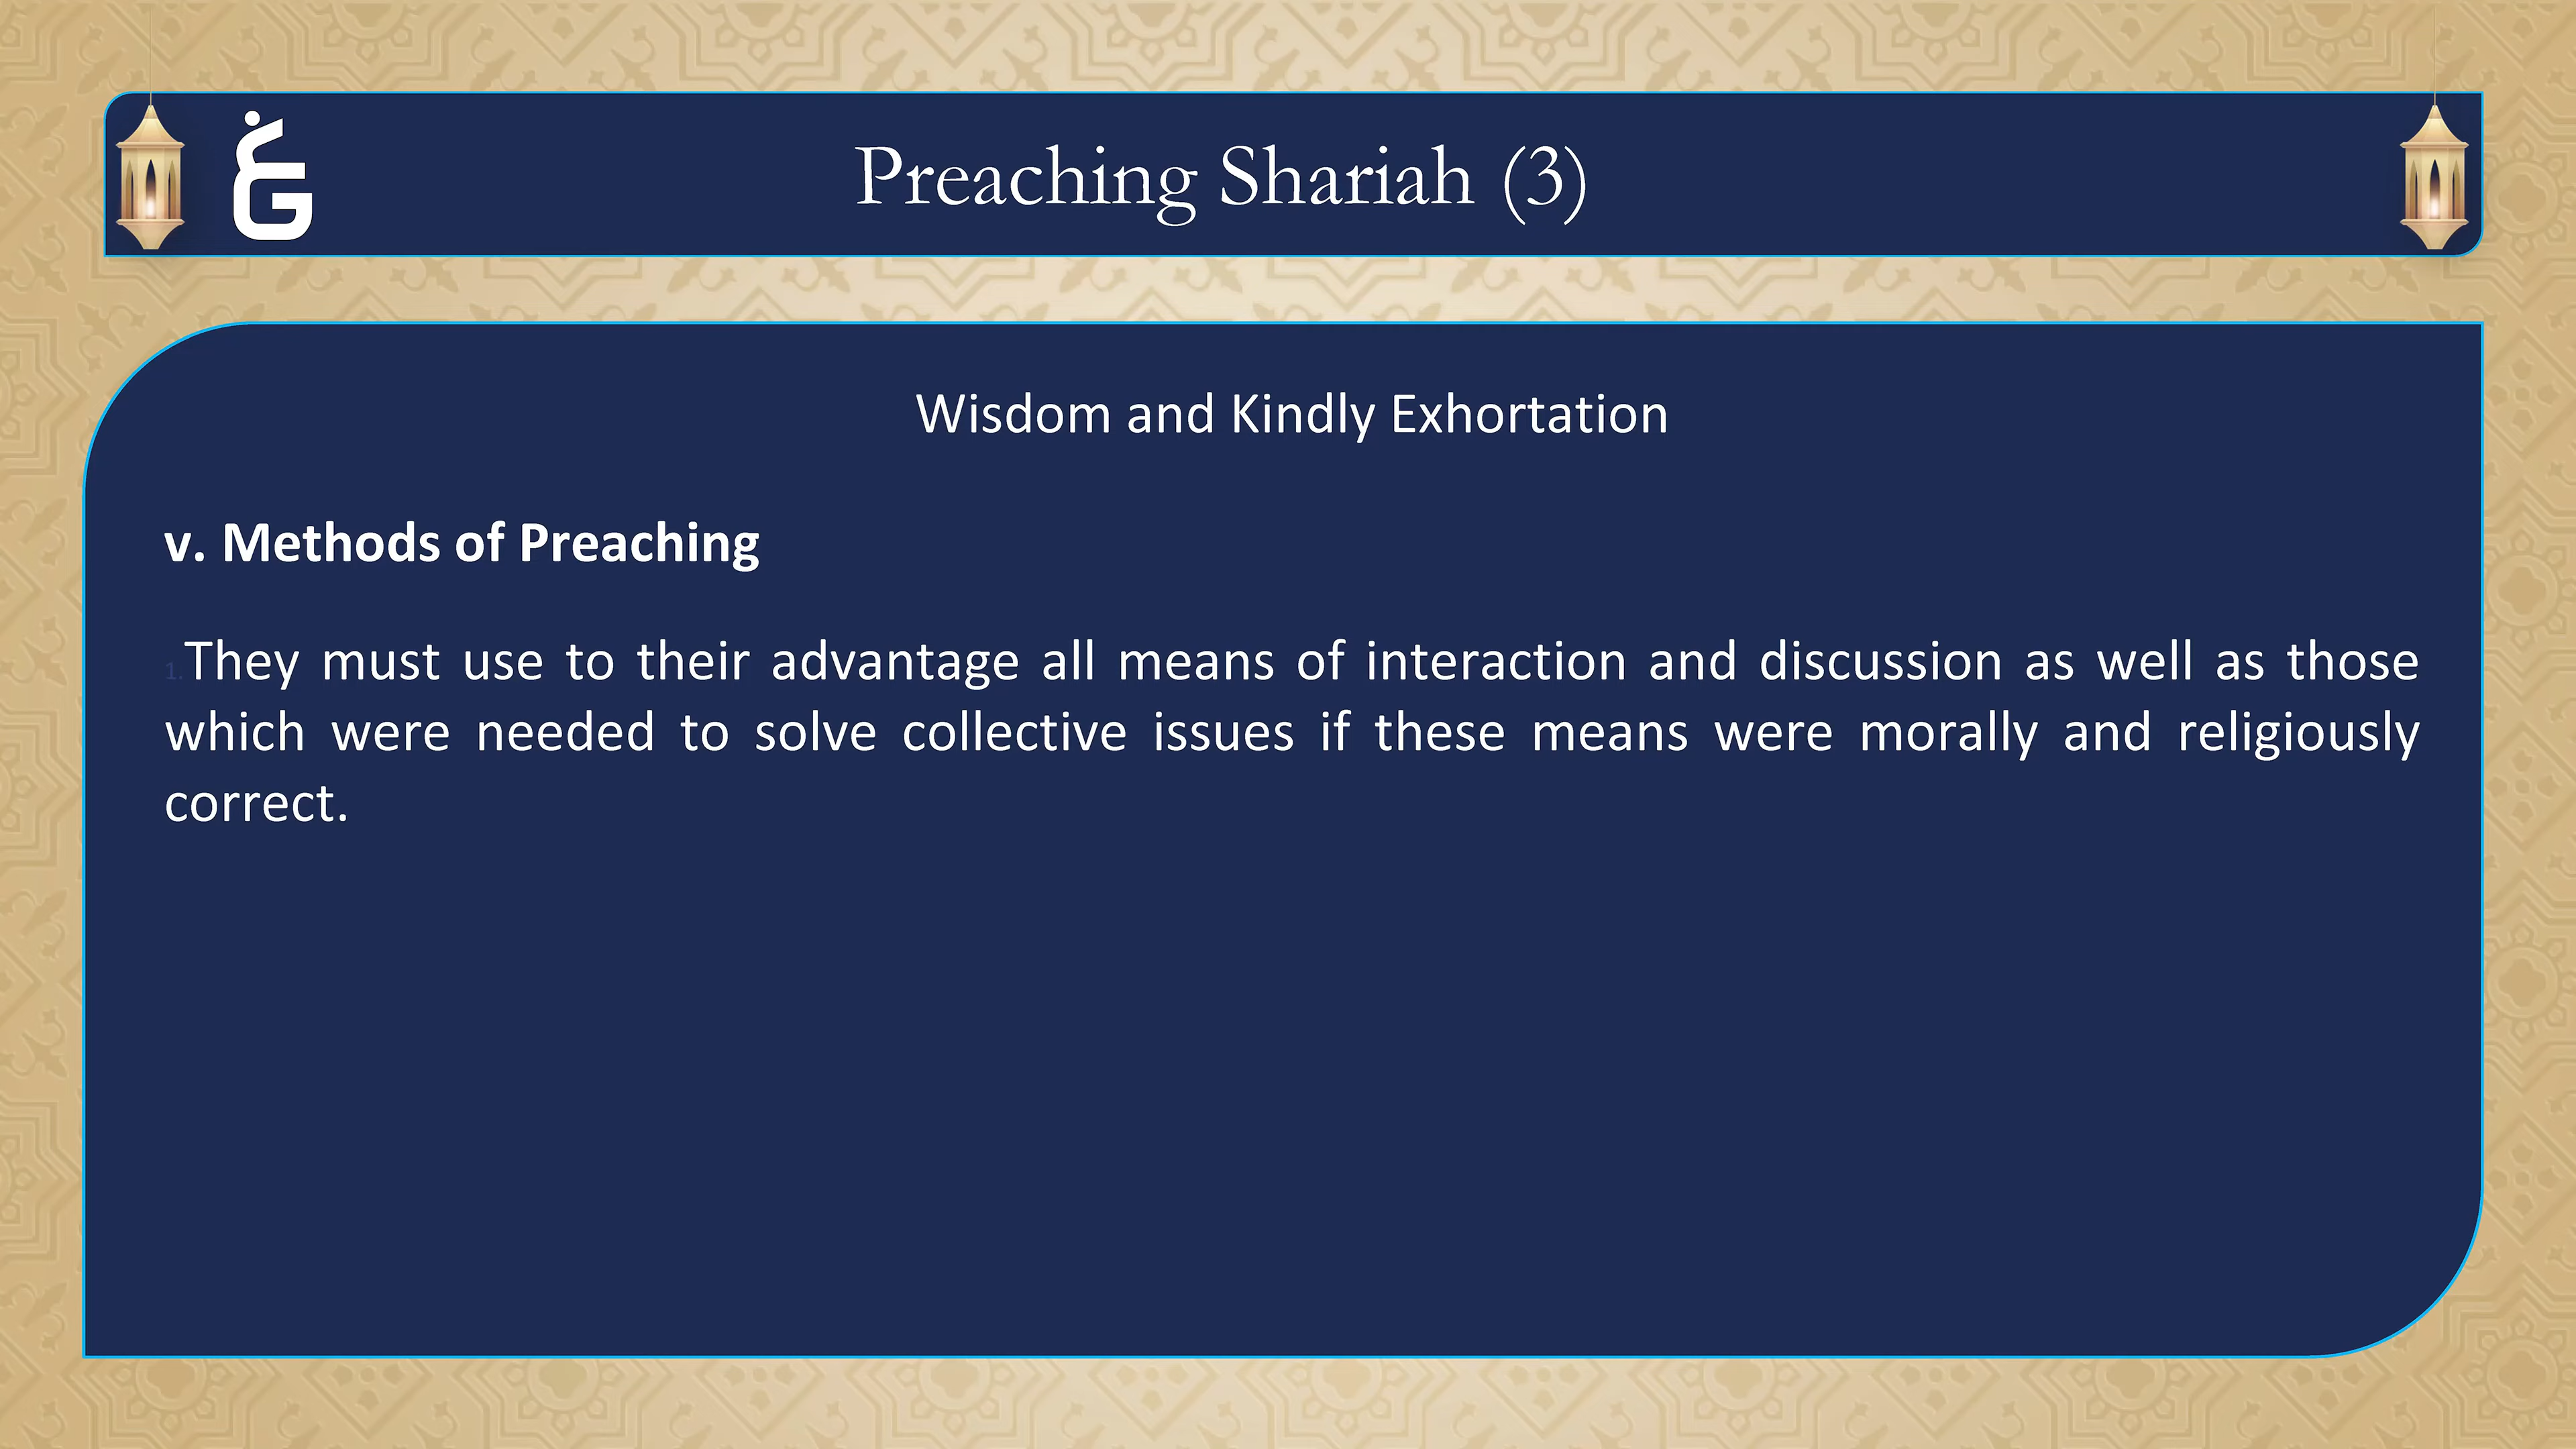 غ
G
Preaching Shariah (3)
Wisdom and Kindly Exhortation
v. Methods of Preaching
1.They must use to their advantage all means of interaction and discussion as well as those
which were needed to solve collective issues if these means were morally and religiously
correct.